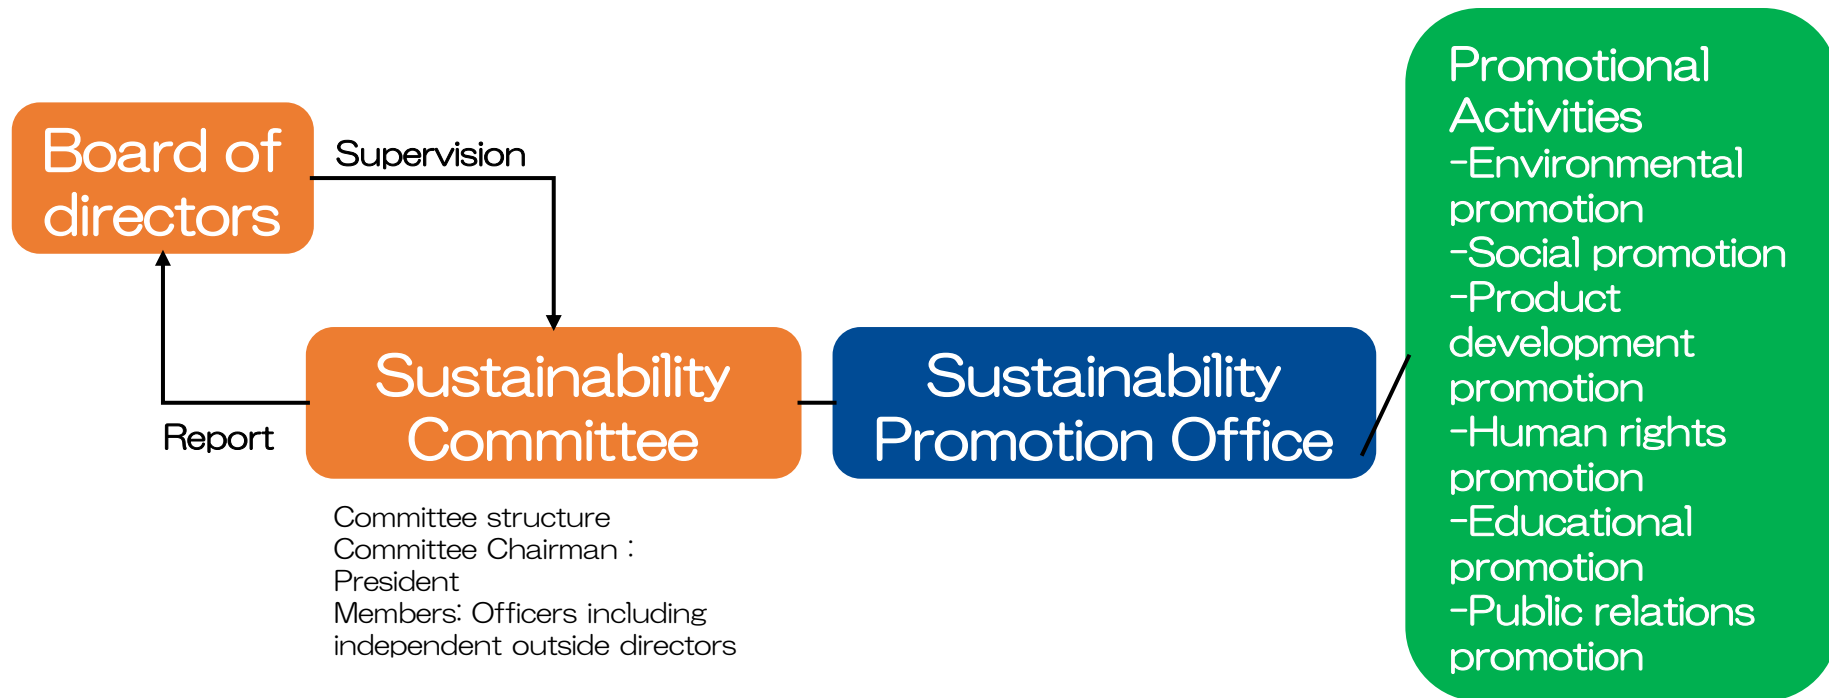 Board of
directors
Supervision
Report
Sustainability
Committee
Committee structure
Committee Chairman :
President
Members: Officers including
independent outside directors
Sustainability
Promotion Office
Promotional
Activities
-Environmental
promotion
-Social promotion
-Product
development
promotion
-Human rights
promotion
-Educational
promotion
-Public relations
promotion